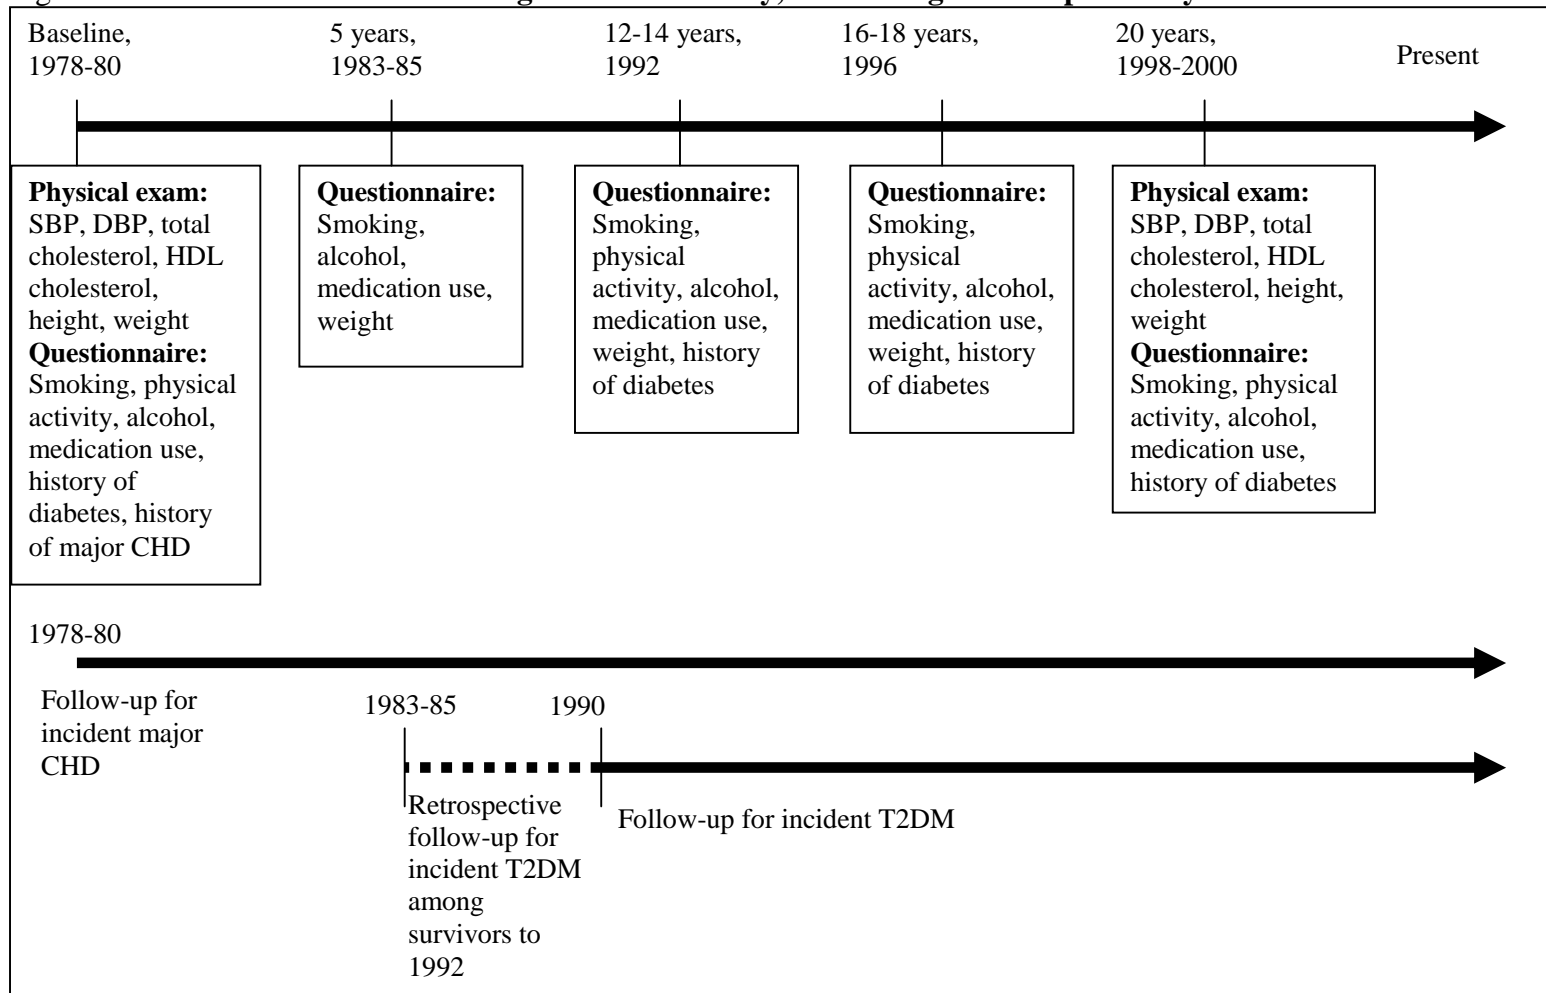 Baseline,
1978-80
5 years,
1983-85
12-14 years,
1992
16-18 years,
1996
20 years,
1998-2000
Present
Physical exam:
SBP, DBP, total
cholesterol, HDL
cholesterol,
height, weight
Questionnaire:
Smoking, physical
activity, alcohol,
medication use,
history of
diabetes, history
of major CHD
Questionnaire:
Smoking,
alcohol,
medication use,
weight
Questionnaire:
Smoking,
physical
activity, alcohol,
medication use,
weight, history
of diabetes
Questionnaire:
Smoking,
physical
activity, alcohol,
medication use,
weight, history
of diabetes
Physical exam:
SBP, DBP, total
cholesterol, HDL
cholesterol, height,
weight
Questionnaire:
Smoking, physical
activity, alcohol,
medication use,
history of diabetes
1978-80
Follow-up for
incident major
CHD
1983-85
1990
Retrospective
follow-up for
incident T2DM
among
survivors to
1992
Follow-up for incident T2DM